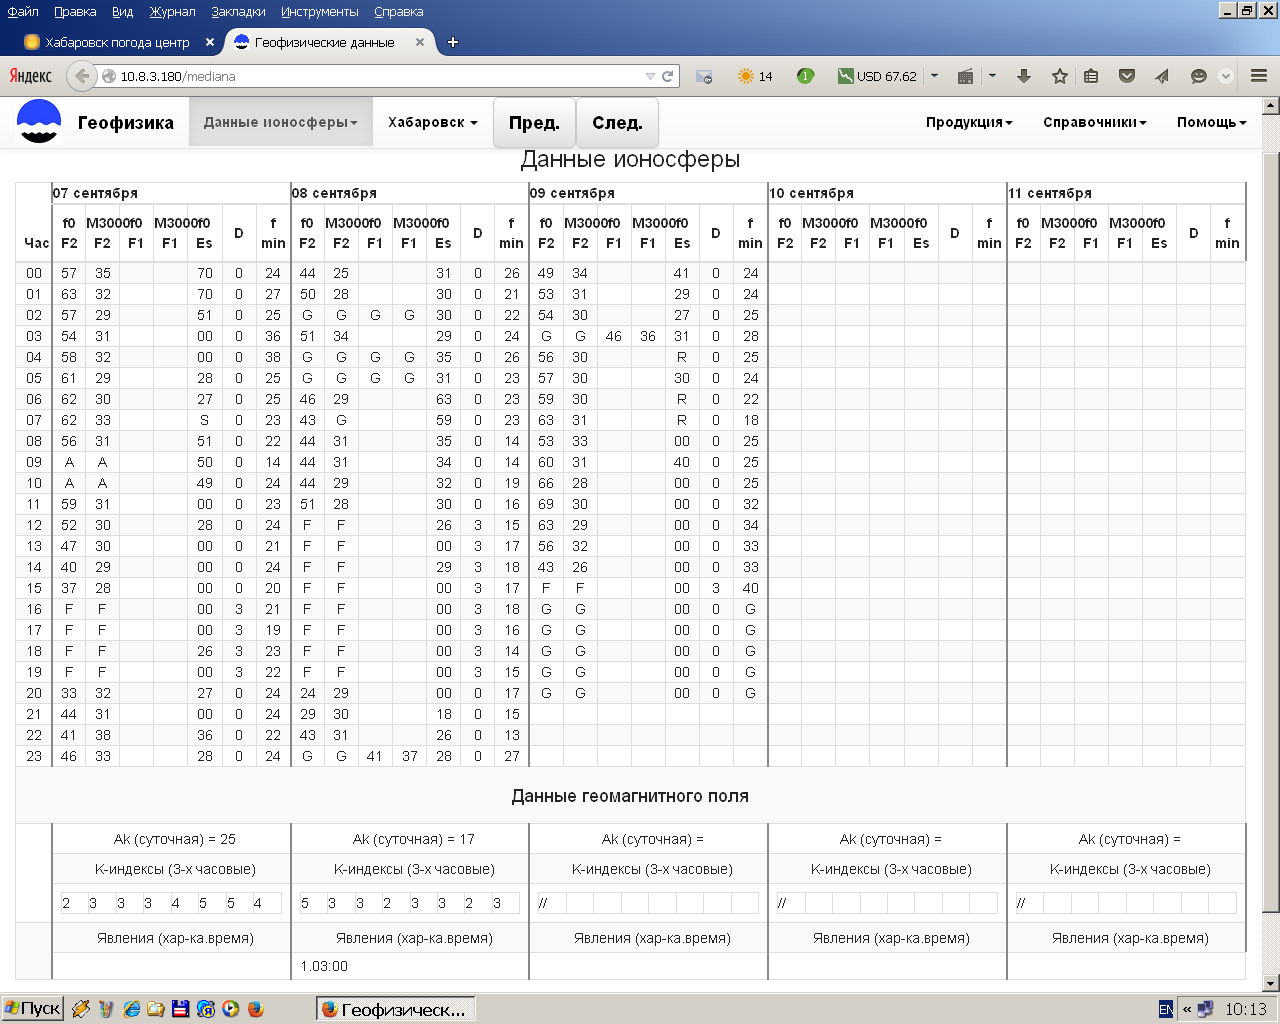 Файл Правка Вид Журнал Закладки Инструменты Справка
Хабаровск погода центр × Геофизические данные × +
Яндекс 10.8.3.180/mediana 14 1 USD 67.62
Геофизика Данные ионосферы Хабаровск Пред. След. Продукция Справочники Помощь
Данные ионосферы
07 сентября 08 сентября 09 сентября 10 сентября 11 сентября
f0 M3000 f0 M3000 f0 f f0 M3000 f0 M3000 f0 f f0 M3000 f0 M3000 f0 f f0 M3000 f0 M3000 f0 f f0 M3000 f0 M3000 f0 f
Час F2 F2 F1 F1 Es D min F2 F2 F1 F1 Es D min F2 F2 F1 F1 Es D min F2 F2 F1 F1 Es D min F2 F2 F1 F1 Es D min
00 57 35 70 0 24 44 25 31 0 26 49 34 41 0 24
01 63 32 70 0 27 50 28 30 0 21 53 31 29 0 24
02 57 29 51 0 25 G G G G 30 0 22 54 30 27 0 25
03 54 31 00 0 36 51 34 29 0 24 G G 46 36 31 0 28
04 58 32 00 0 38 G G G G 35 0 26 56 30 R 0 25
05 61 29 28 0 25 G G G G 31 0 23 57 30 30 0 24
06 62 30 27 0 25 46 29 63 0 23 59 30 R 0 22
07 62 33 S 0 23 43 G 59 0 23 63 31 R 0 18
08 56 31 51 0 22 44 31 35 0 14 53 33 00 0 25
09 A A 50 0 14 44 31 34 0 14 60 31 40 0 25
10 A A 49 0 24 44 29 32 0 19 66 28 00 0 25
11 59 31 00 0 23 51 28 30 0 16 69 30 00 0 32
12 52 30 28 0 24 F F 26 3 15 63 29 00 0 34
13 47 30 00 0 21 F F 00 3 17 56 32 00 0 33
14 40 29 00 0 24 F F 29 3 18 43 26 00 0 33
15 37 28 00 0 20 F F 00 3 17 F F 00 3 40
16 F F 00 3 21 F F 00 3 18 G G 00 0 G
17 F F 00 3 19 F F 00 3 16 G G 00 0 G
18 F F 26 3 23 F F 00 3 14 G G 00 0 G
19 F F 00 3 22 F F 00 3 15 G G 00 0 G
20 33 32 27 0 24 24 29 00 0 17 G G 00 0 G
21 44 31 00 0 24 29 30 18 0 15
22 41 38 36 0 22 43 31 26 0 13
23 46 33 28 0 24 G G 41 37 28 0 27
Данные геомагнитного поля
Ak (суточная) = 25 Ak (суточная) = 17 Ak (суточная) = Ak (суточная) = Ak (суточная) =
К-индексы (3-х часовые) К-индексы (3-х часовые) К-индексы (3-х часовые) К-индексы (3-х часовые) К-индексы (3-х часовые)
2 3 3 3 4 5 5 4 5 3 3 2 3 3 2 3 // // //
Явления (хар-ка.время) Явления (хар-ка.время) Явления (хар-ка.время) Явления (хар-ка.время) Явления (хар-ка.время)
1.03:00
Пуск Геофизическ... EN « 10:13